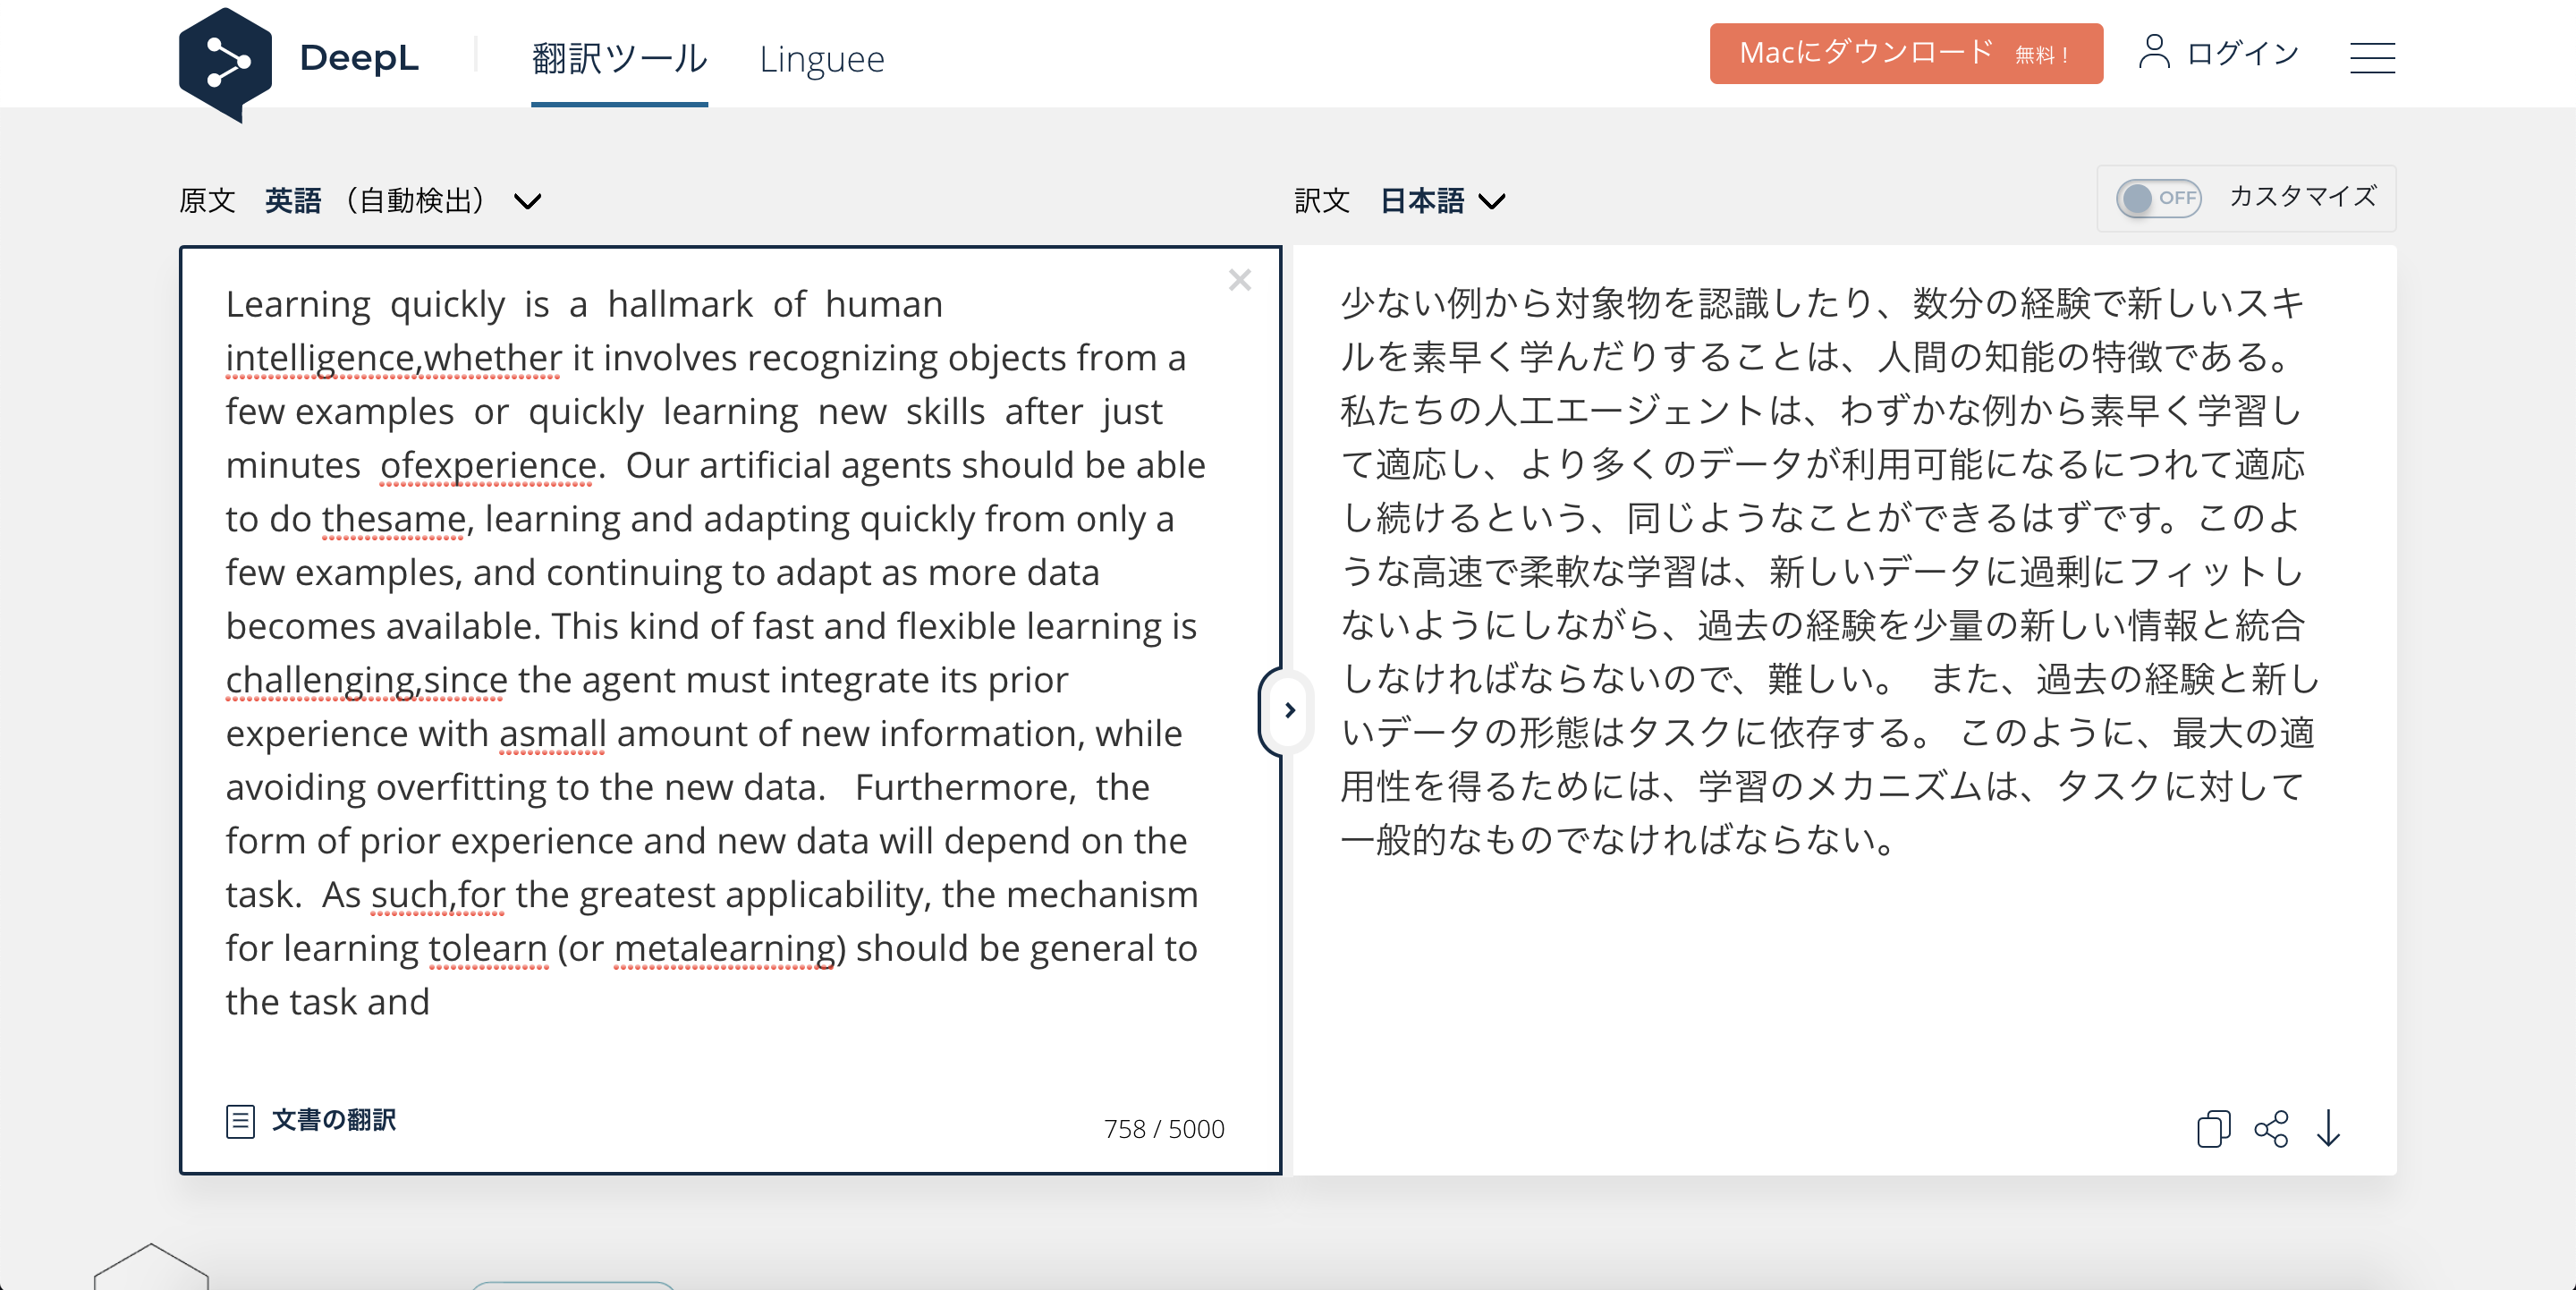 DeepL
翻訳ツール
Linguee
Macにダウンロード 無料！
ログイン
原文 英語 （自動検出）
訳文 日本語
OFF カスタマイズ
Learning quickly is a hallmark of human
intelligence,whether it involves recognizing objects from a
few examples or quickly learning new skills after just
minutes ofexperience. Our artificial agents should be able
to do thesame, learning and adapting quickly from only a
few examples, and continuing to adapt as more data
becomes available. This kind of fast and flexible learning is
challenging,since the agent must integrate its prior
experience with asmall amount of new information, while
avoiding overfitting to the new data. Furthermore, the
form of prior experience and new data will depend on the
task. As such,for the greatest applicability, the mechanism
for learning tolearn (or metalearning) should be general to
the task and
文書の翻訳
758 / 5000
少ない例から対象物を認識したり、数分の経験で新しいスキ
ルを素早く学んだりすることは、人間の知能の特徴である。
私たちの人工エージェントは、わずかな例から素早く学習し
て適応し、より多くのデータが利用可能になるにつれて適応
し続けるという、同じようなことができるはずです。このよ
うな高速で柔軟な学習は、新しいデータに過剰にフィットし
ないようにしながら、過去の経験を少量の新しい情報と統合
しなければならないので、難しい。 また、過去の経験と新し
いデータの形態はタスクに依存する。 このように、最大の適
用性を得るためには、学習のメカニズムは、タスクに対して
一般的なものでなければならない。